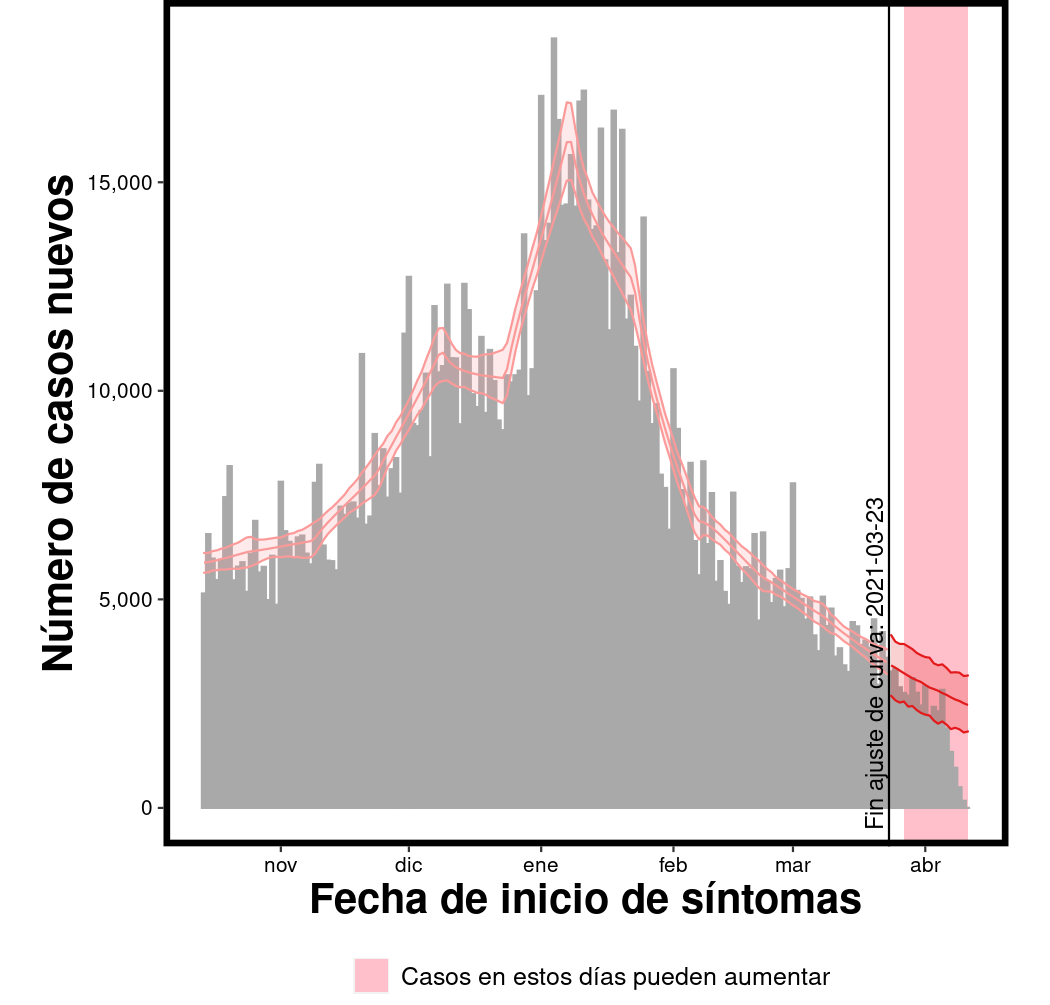 Número de casos nuevos
15,000
10,000
5,000
0
Fin ajuste de curva: 2021-03-23
nov dic ene feb mar abr
Fecha de inicio de síntomas
Casos en estos días pueden aumentar